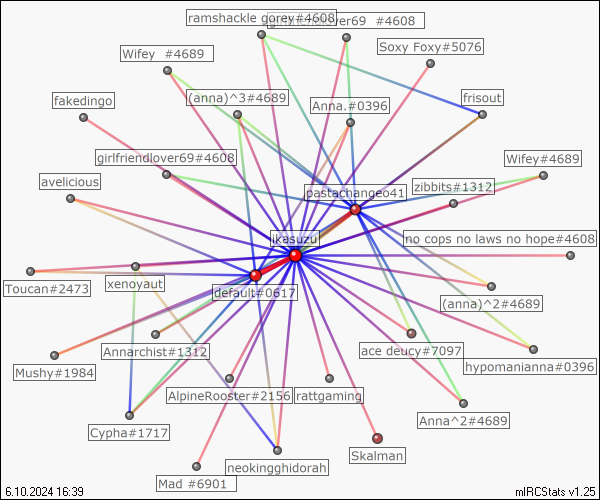 ramshackle gorey#4608
girlfriendlover69 #4608
Soxy Foxy#5076
Wifey #4689
fakedingo
(anna)^3#4689
Anna.#0396
frisout
girlfriendlover69#4608
Wifey#4689
avelicious
pastachangeo41
zibbits#1312
ikasuzu
no cops no laws no hope#4608
Toucan#2473
xenoyaut
default#0617
(anna)^2#4689
Annarchist#1312
ace deucy#7097
hypomanianna#0396
Mushy#1984
AlpineRooster#2156
rattgaming
Anna^2#4689
Cypha#1717
Skalman
neokingghidorah
Mad #6901
6.10.2024 16:39
mIRCStats v1.25